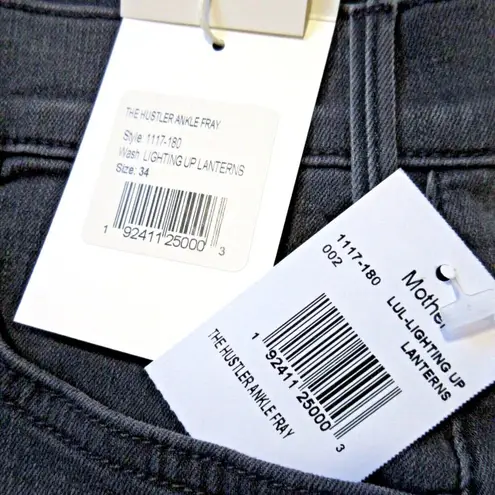 THE HUSTLER ANKLE FRAY
Style: 1117-180
Wash: LIGHTING UP LANTERNS
Size: 34
1 92411 25000 3
1117-180
002
Mother
LUL-LIGHTING UP
LANTERNS
1 92411 25000 3
THE HUSTLER ANKLE FRAY